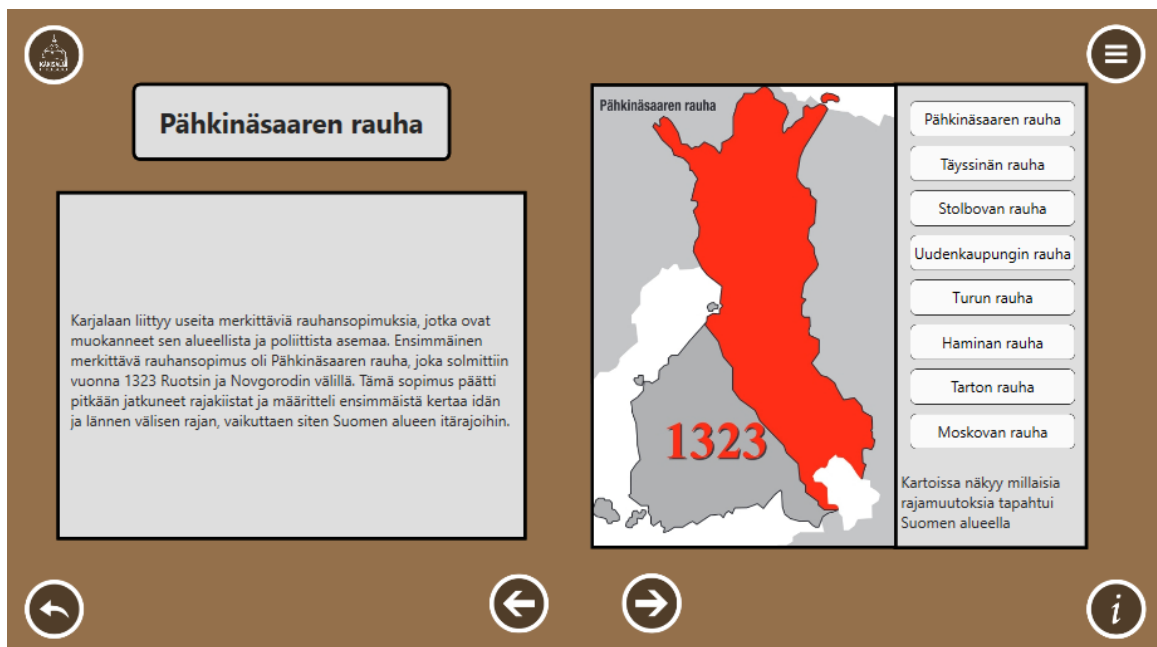 Pähkinäsaaren rauha
Karjalaan liittyy useita merkittäviä rauhansopimuksia, jotka ovat
muokanneet sen alueellista ja poliittista asemaa. Ensimmäinen
merkittävä rauhansopimus oli Pähkinäsaaren rauha, joka solmittiin
vuonna 1323 Ruotsin ja Novgorodin välillä. Tämä sopimus päätti
pitkään jatkuneet rajakiistat ja määritteli ensimmäistä kertaa idän
ja lännen välisen rajan, vaikuttaen siten Suomen alueen itärajoihin.
Pähkinäsaaren rauha
1323
Pähkinäsaaren rauha
Täyssinän rauha
Stolbovan rauha
Uudenkaupungin rauha
Turun rauha
Haminan rauha
Tarton rauha
Moskovan rauha
Kartoissa näkyy millaisia
rajamuutoksia tapahtui
Suomen alueella
i